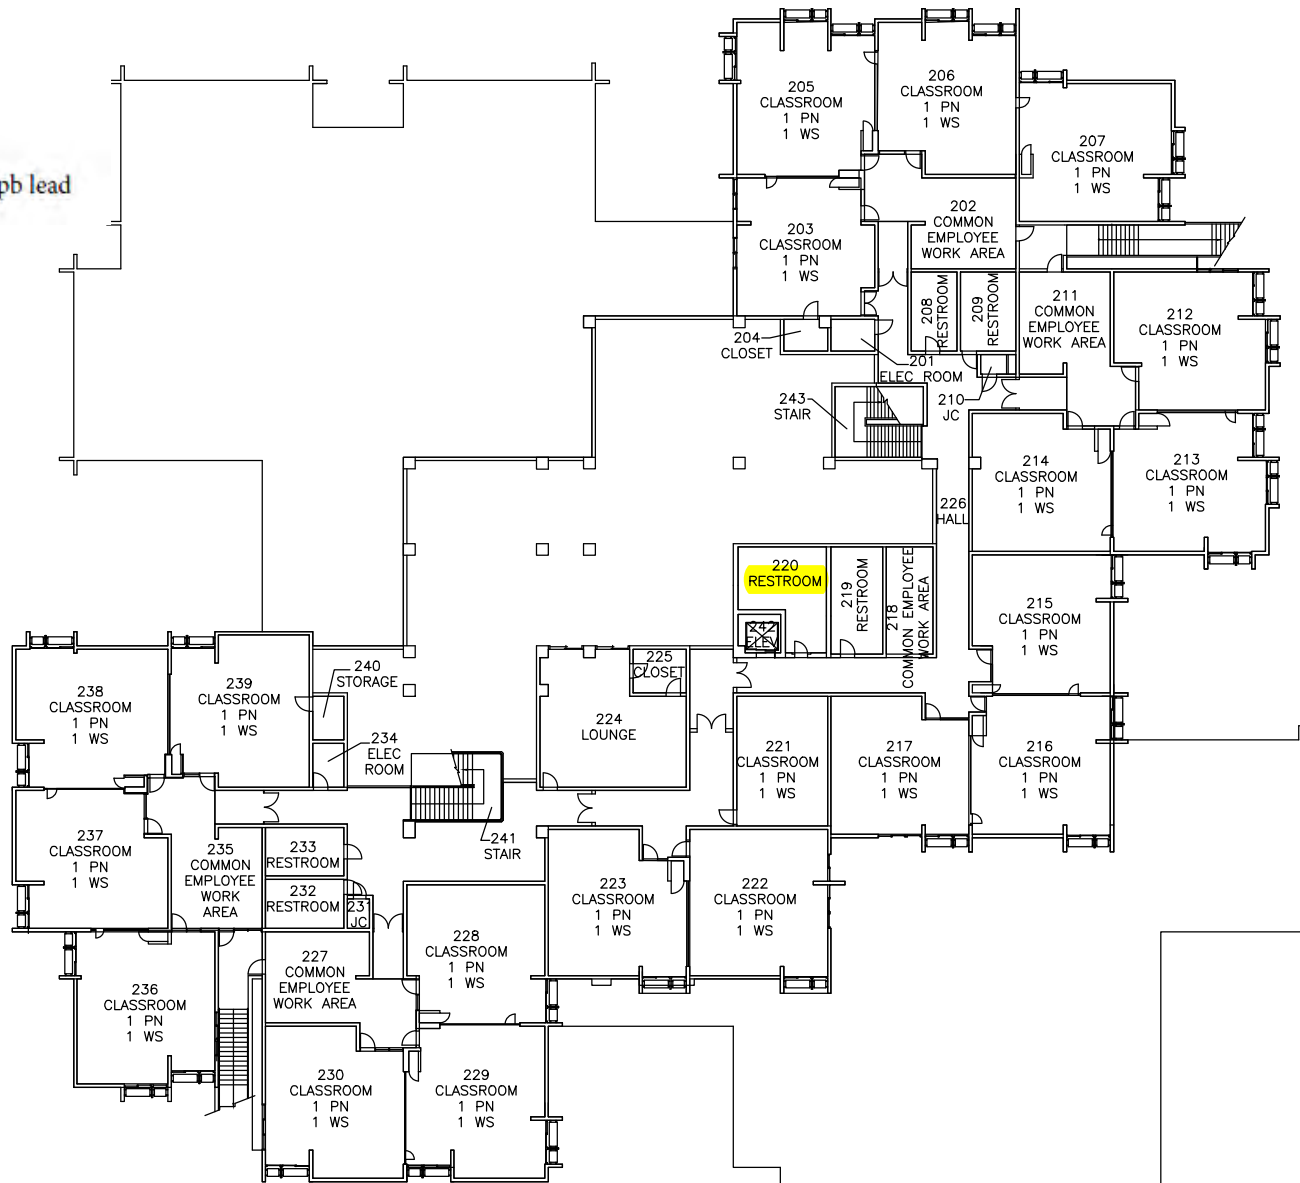 pb lead
205
CLASSROOM
1 PN
1 WS
206
CLASSROOM
1 PN
1 WS
207
CLASSROOM
1 PN
1 WS
203
CLASSROOM
1 PN
1 WS
202
COMMON
EMPLOYEE
WORK AREA
208
RESTROOM
209
RESTROOM
211
COMMON
EMPLOYEE
WORK AREA
212
CLASSROOM
1 PN
1 WS
204
CLOSET
201
ELEC ROOM
243
STAIR
210
JC
214
CLASSROOM
1 PN
1 WS
213
CLASSROOM
1 PN
1 WS
226
HALL
220
RESTROOM
219
RESTROOM
218
COMMON EMPLOYEE
WORK AREA
215
CLASSROOM
1 PN
1 WS
242
ELEV
225
CLOSET
240
STORAGE
238
CLASSROOM
1 PN
1 WS
239
CLASSROOM
1 PN
1 WS
224
LOUNGE
234
ELEC
ROOM
221
CLASSROOM
1 PN
1 WS
217
CLASSROOM
1 PN
1 WS
216
CLASSROOM
1 PN
1 WS
237
CLASSROOM
1 PN
1 WS
235
COMMON
EMPLOYEE
WORK
AREA
233
RESTROOM
241
STAIR
232
RESTROOM
231
JC
223
CLASSROOM
1 PN
1 WS
222
CLASSROOM
1 PN
1 WS
227
COMMON
EMPLOYEE
WORK AREA
228
CLASSROOM
1 PN
1 WS
236
CLASSROOM
1 PN
1 WS
230
CLASSROOM
1 PN
1 WS
229
CLASSROOM
1 PN
1 WS